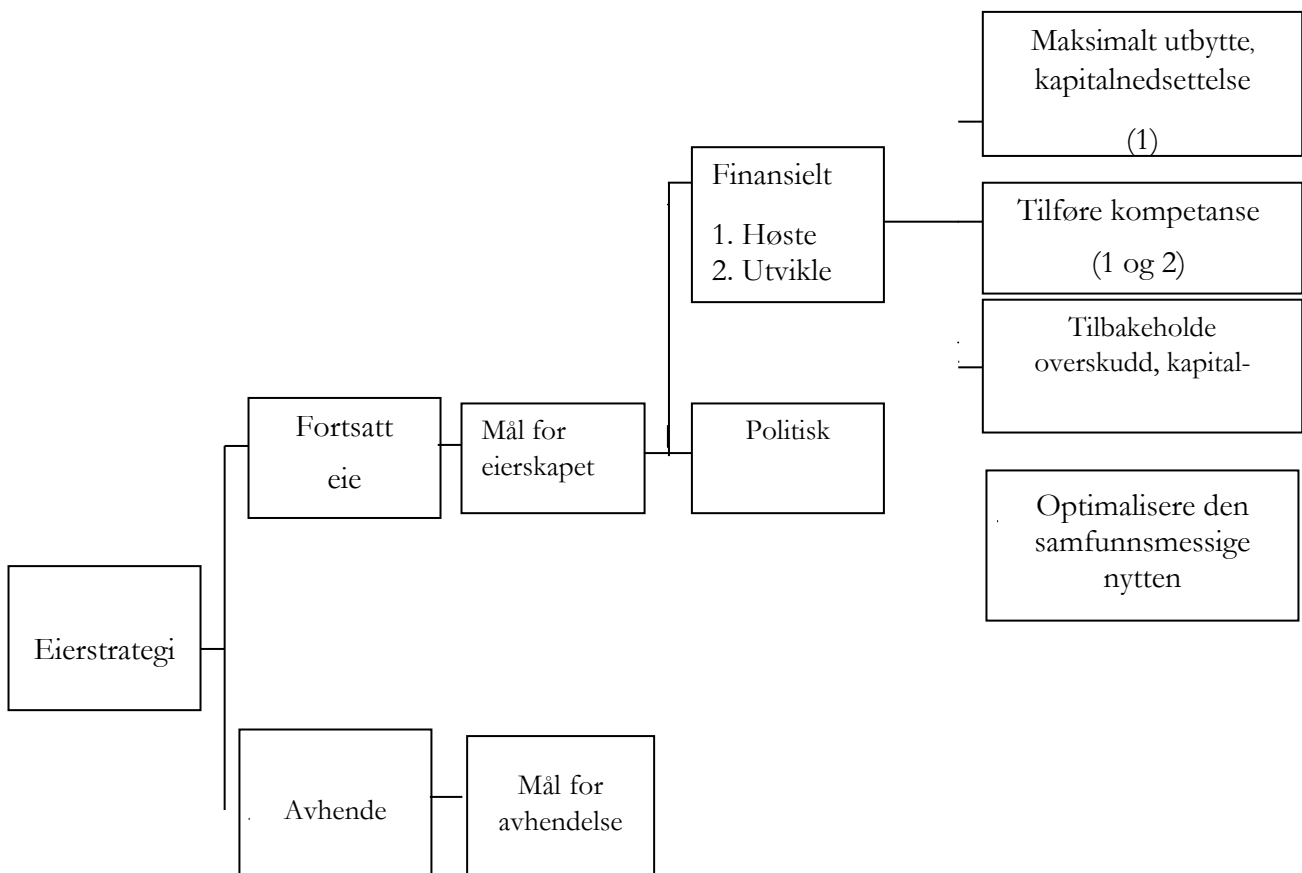 Maksimalt utbytte,
kapitalnedsettelse
(1)
Finansielt
1. Høste
2. Utvikle
Tilføre kompetanse
(1 og 2)
Tilbakeholde
overskudd, kapital-
Fortsatt
eie
Mål for
eierskapet
Politisk
Optimalisere den
samfunnsmessige
nytten
Eierstrategi
Avhende
Mål for
avhendelse